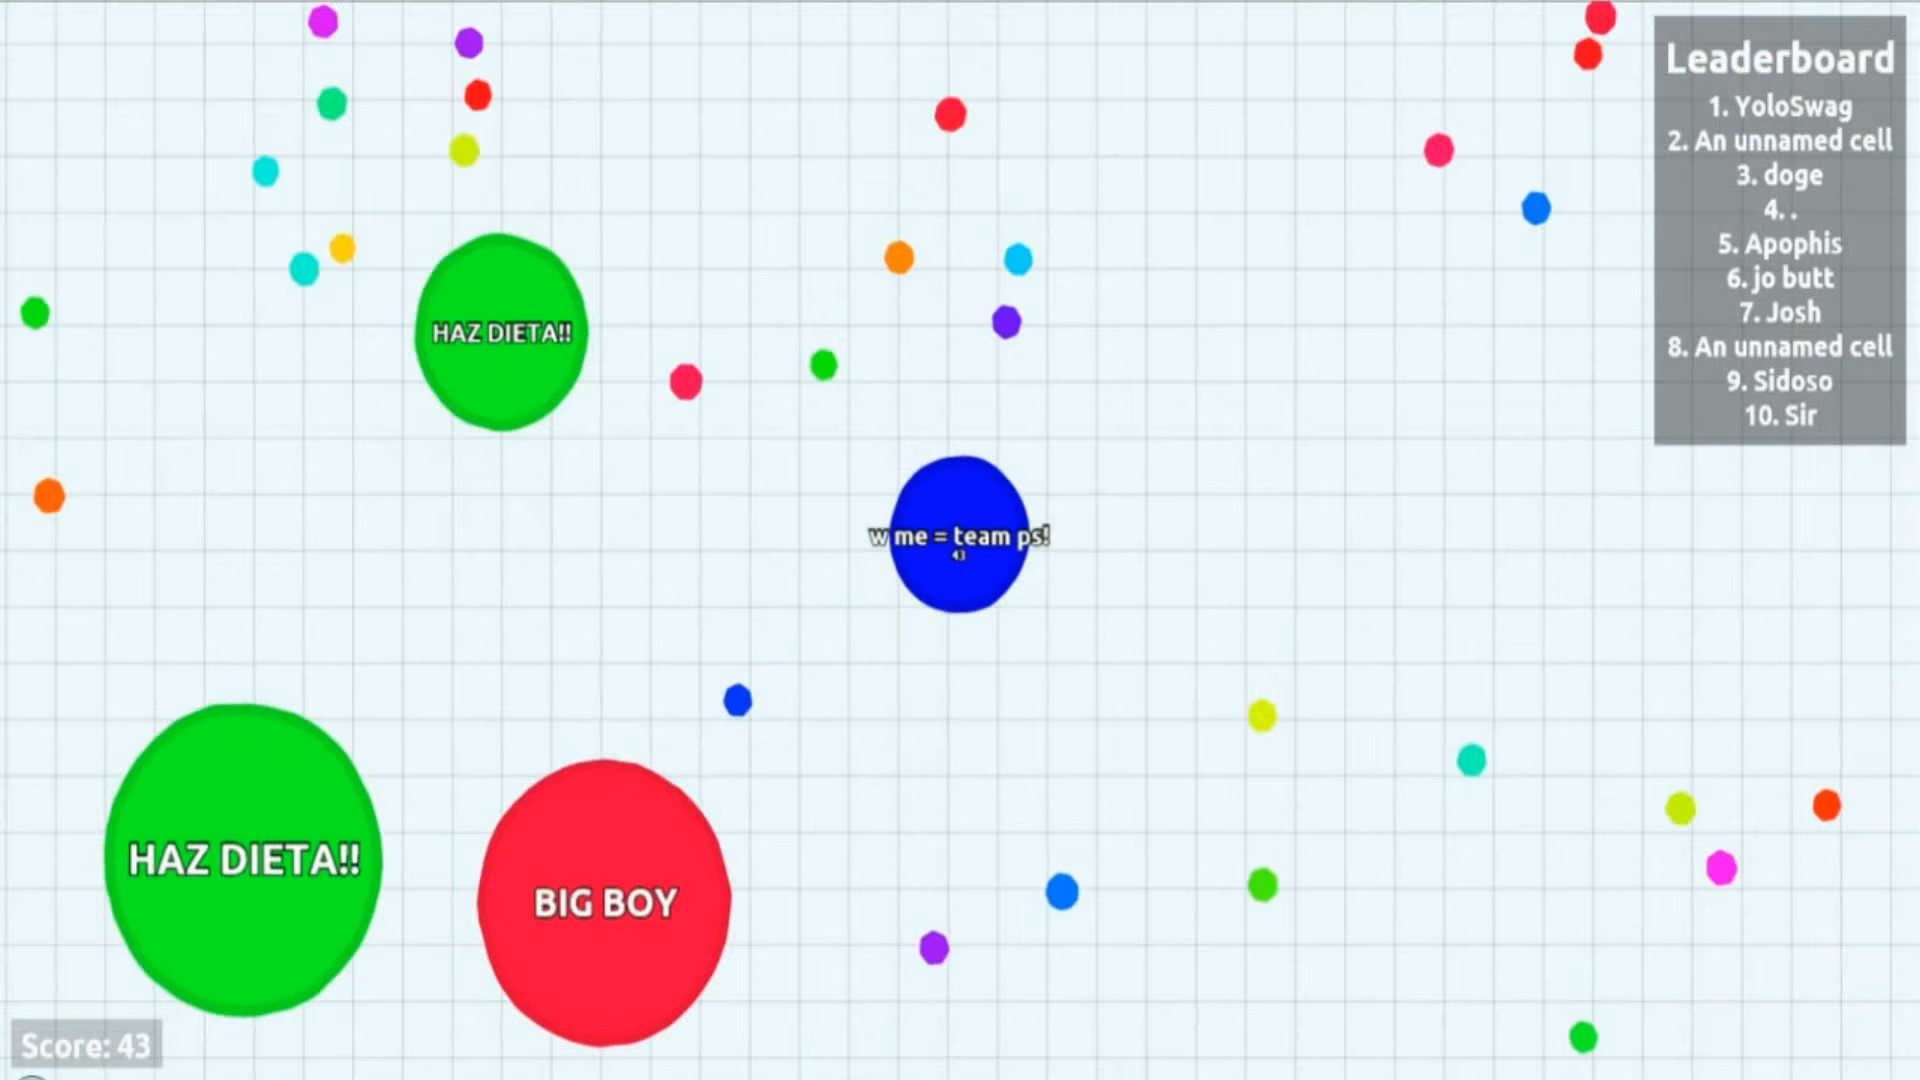 Leaderboard
1. YoloSwag
2. An unnamed cell
3. doge
4. .
5. Apophis
6. jo butt
7. Josh
8. An unnamed cell
9. Sidoso
10. Sir
HAZ DIETA!!
w me = team ps!
43
HAZ DIETA!!
BIG BOY
Score: 43